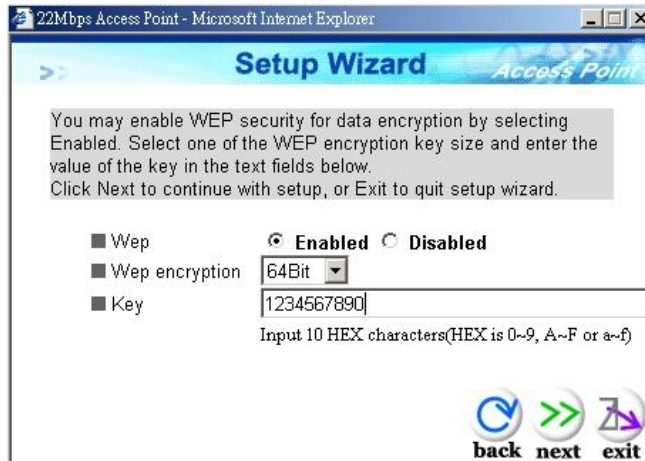 22Mbps Access Point - Microsoft Internet Explorer
Setup Wizard
Access Point
You may enable WEP security for data encryption by selecting
Enabled. Select one of the WEP encryption key size and enter the
value of the key in the text fields below.
Click Next to continue with setup, or Exit to quit setup wizard.
Wep Enabled Disabled
Wep encryption 64Bit
Key 1234567890
Input 10 HEX characters(HEX is 0~9, A~F or a~f)
back next exit